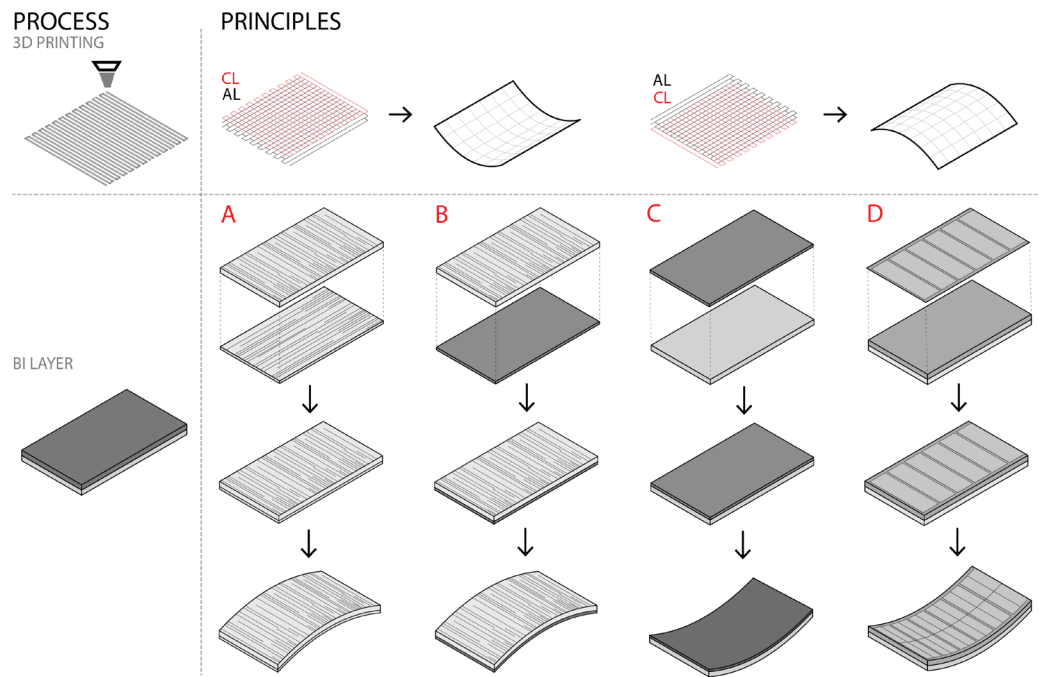 PROCESS
3D PRINTING
PRINCIPLES
CL
AL
AL
CL
A
B
C
D
BI LAYER